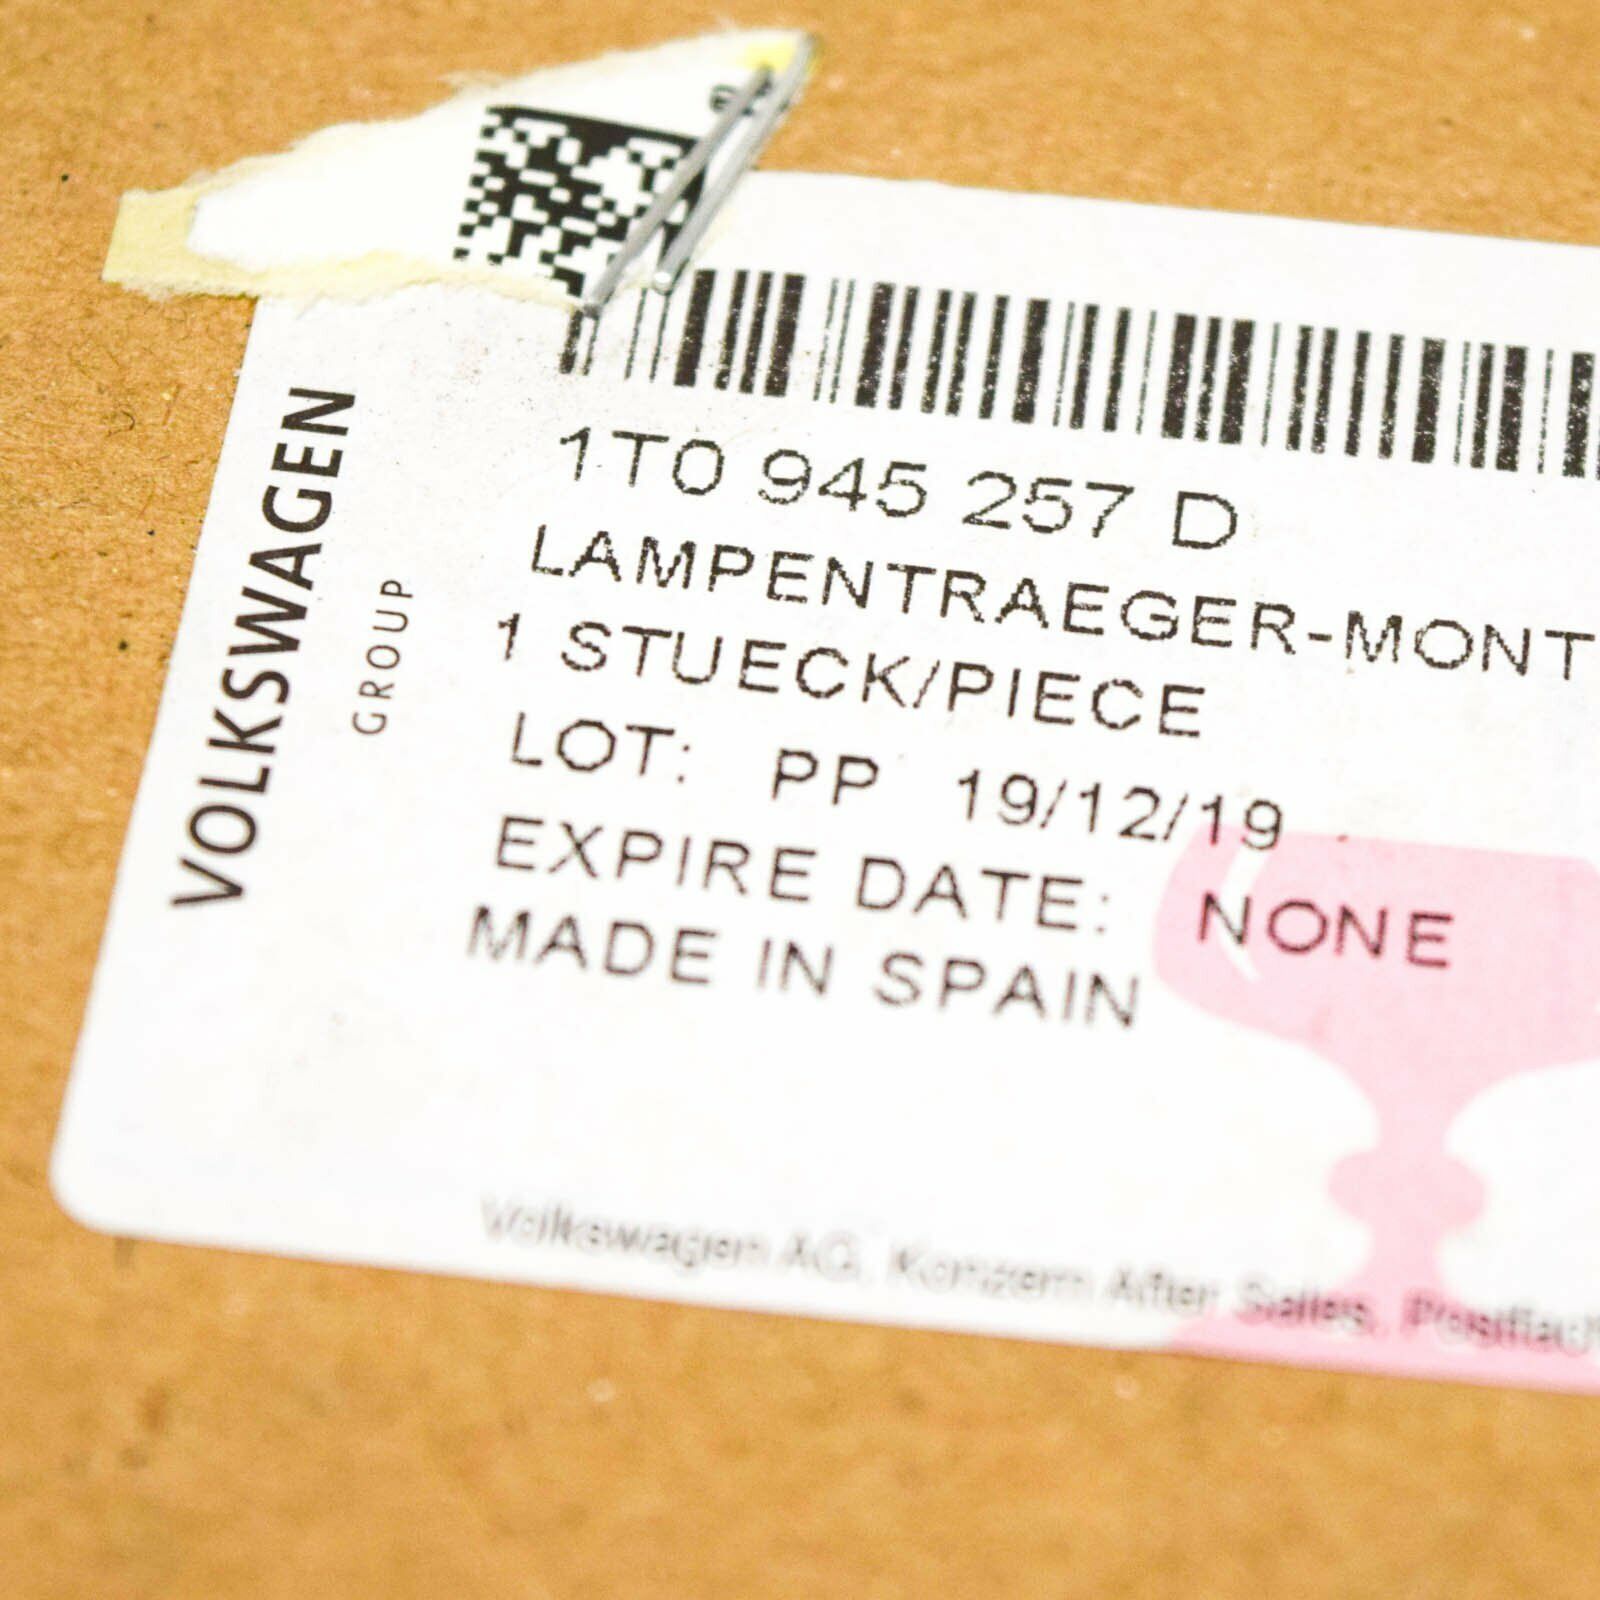 VOLKSWAGEN
GROUP
1T0 945 257 D
LAMPENTRAEGER-MONT
1 STUECK/PIECE
LOT: PP 19/12/19
EXPIRE DATE: NONE
MADE IN SPAIN
Volkswagen AG, Konzern After Sales, Postfach